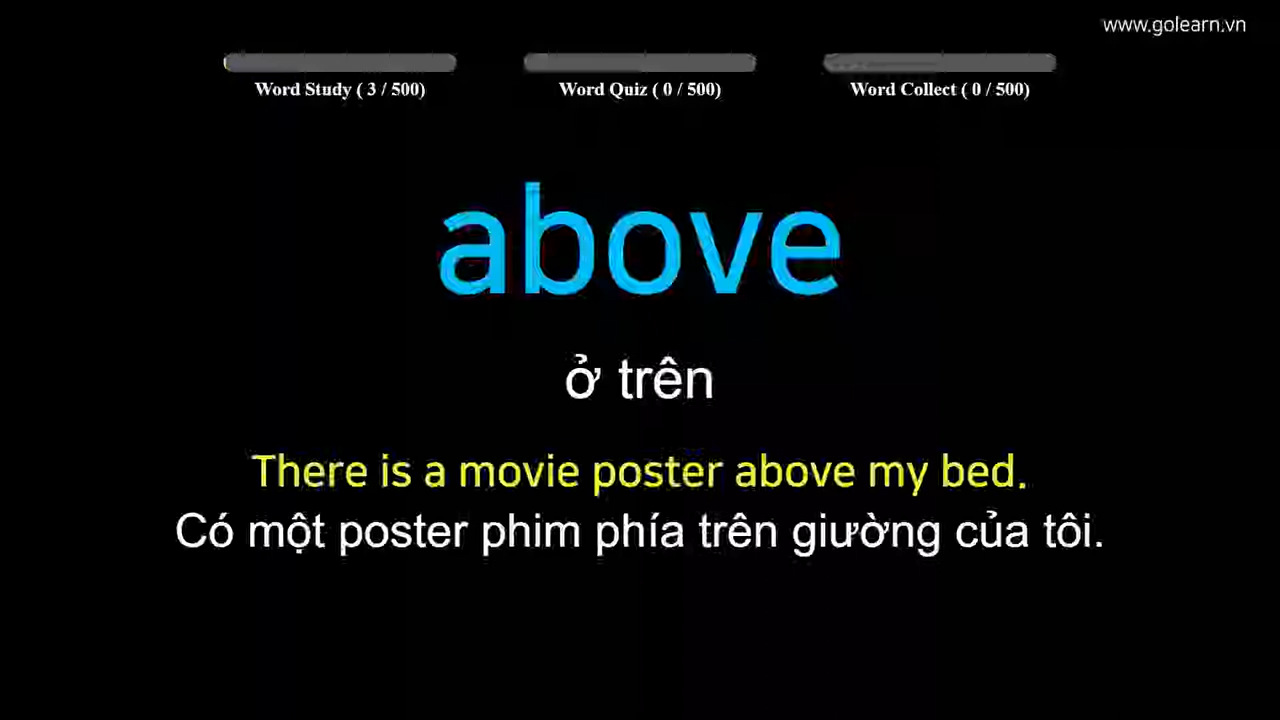 www.golearn.vn
Word Study ( 3 / 500) Word Quiz ( 0 / 500) Word Collect ( 0 / 500)
above
ở trên
There is a movie poster above my bed.
Có một poster phim phía trên giường của tôi.